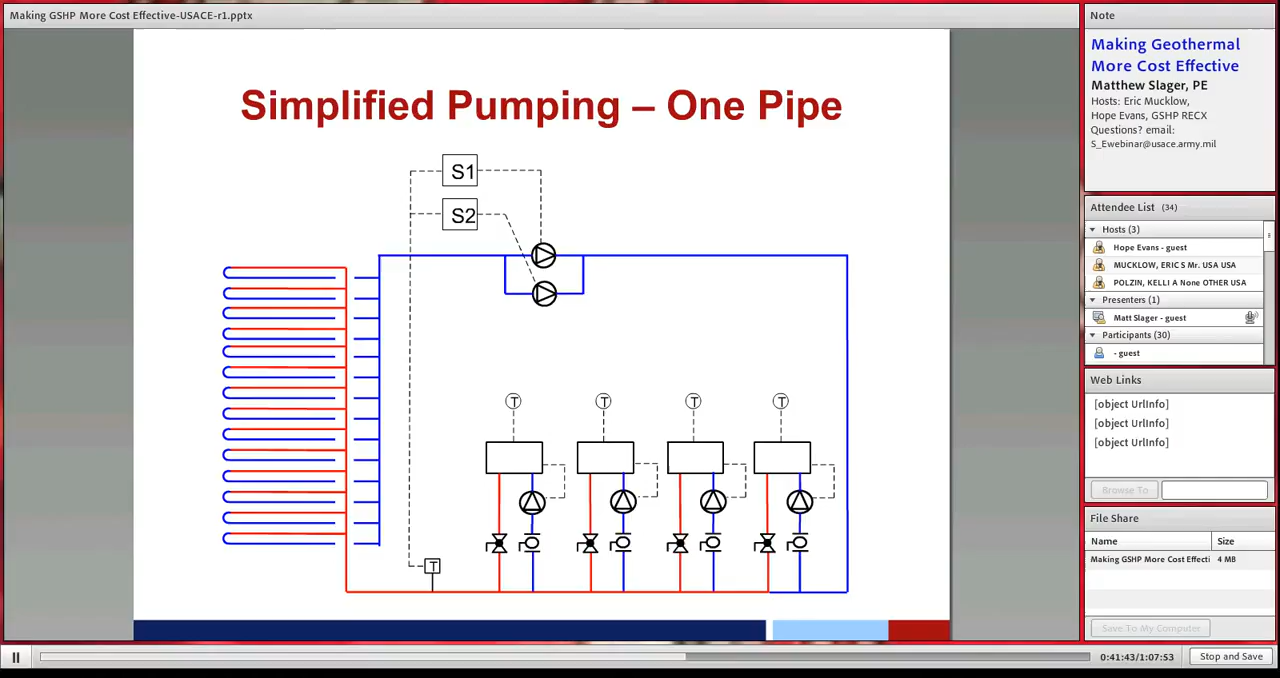 Making GSHP More Cost Effective-USACE-r1.pptx
Simplified Pumping – One Pipe
S1
S2
T
T
T
T
T
Note
Making Geothermal
More Cost Effective
Matthew Slager, PE
Hosts: Eric Mucklow,
Hope Evans, GSHP RECX
Questions? email:
S_Ewebinar@usace.army.mil
Attendee List (34)
Hosts (3)
Hope Evans - guest
MUCKLOW, ERIC S Mr. USA USA
POLZIN, KELLI A None OTHER USA
Presenters (1)
Matt Slager - guest
Participants (30)
- guest
Web Links
[object UrlInfo]
[object UrlInfo]
[object UrlInfo]
Browse To
File Share
Name Size
Making GSHP More Cost Effecti 4 MB
Save To My Computer
0:41:43/1:07:53 Stop and Save